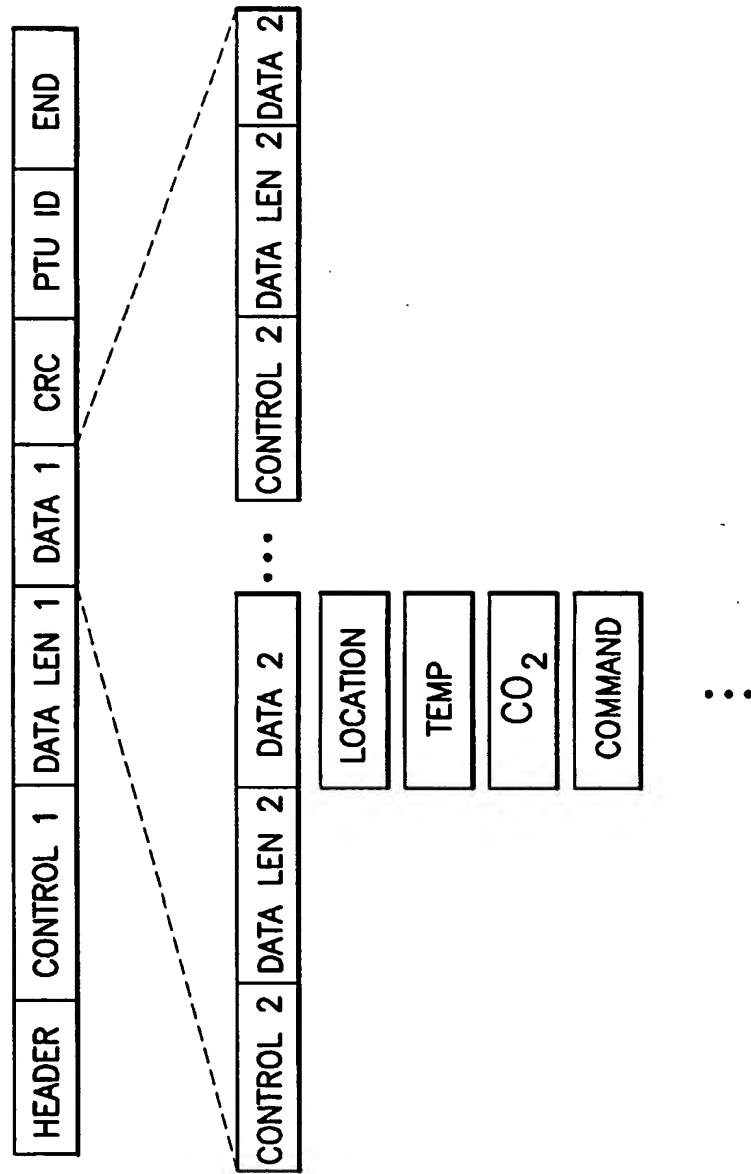 HEADER CONTROL 1 DATA LEN 1 DATA 1 CRC PTU ID END
CONTROL 2 DATA LEN 2 DATA 2 ... CONTROL 2 DATA LEN 2 DATA 2
LOCATION
TEMP
CO₂
COMMAND
...